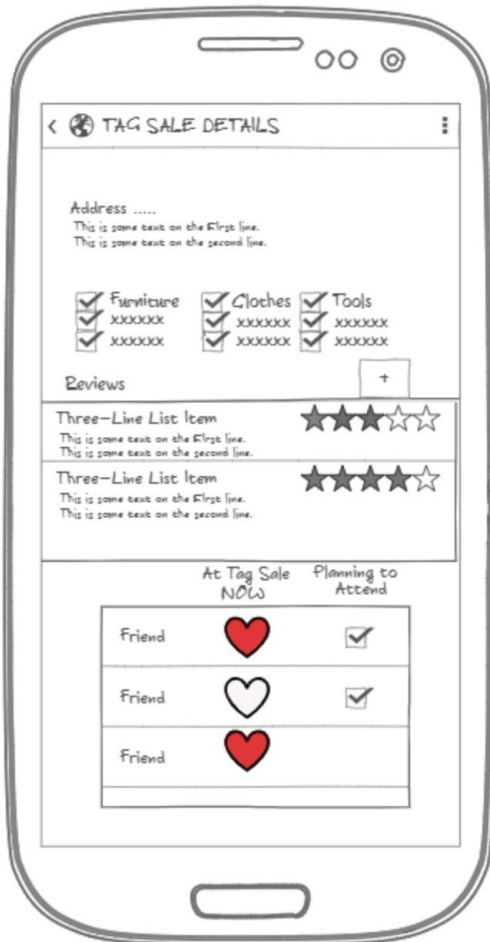 TAG SALE DETAILS
Address .....
This is some text on the first line.
This is some text on the second line.
Furniture Clothes Tools
xxxxxx xxxxxx xxxxxx
xxxxxx xxxxxx xxxxxx
Reviews +
Three-Line List Item
This is some text on the first line.
This is some text on the second line.
Three-Line List Item
This is some text on the first line.
This is some text on the second line.
At Tag Sale Planning to
NOW Attend
Friend
Friend
Friend